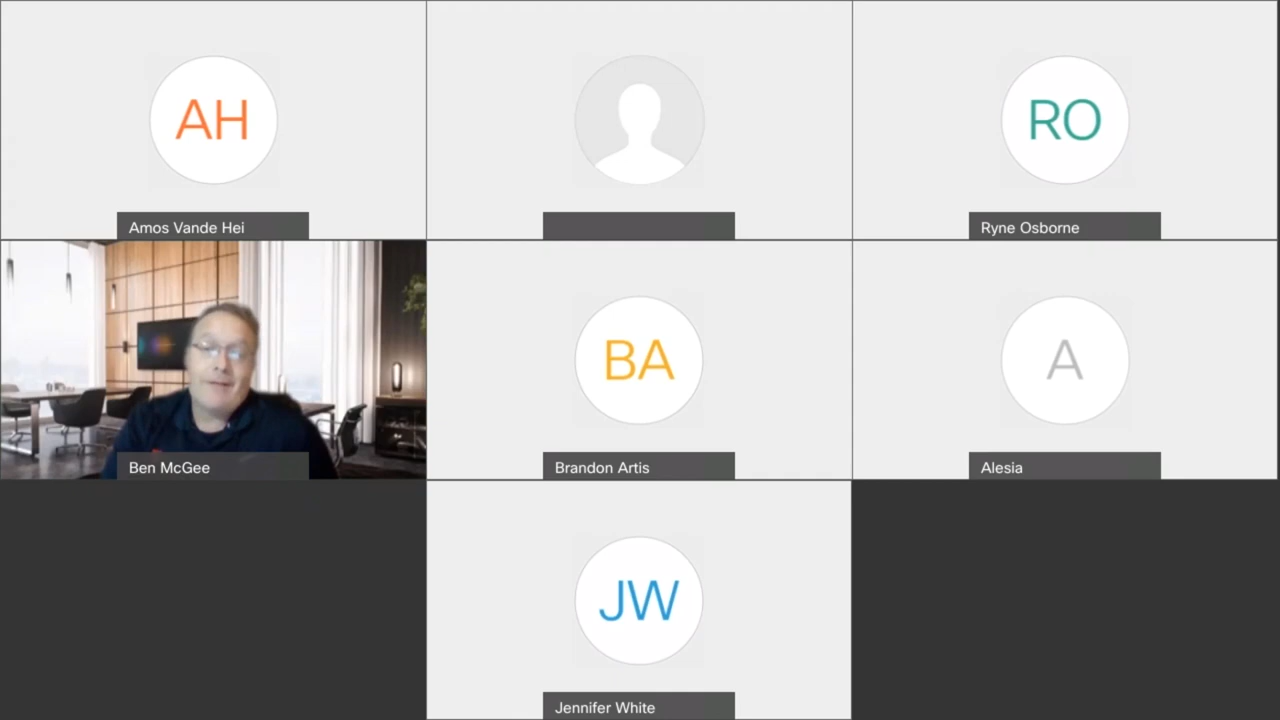 AH
RO
Amos Vande Hei
Ryne Osborne
BA
A
Ben McGee
Brandon Artis
Alesia
JW
Jennifer White